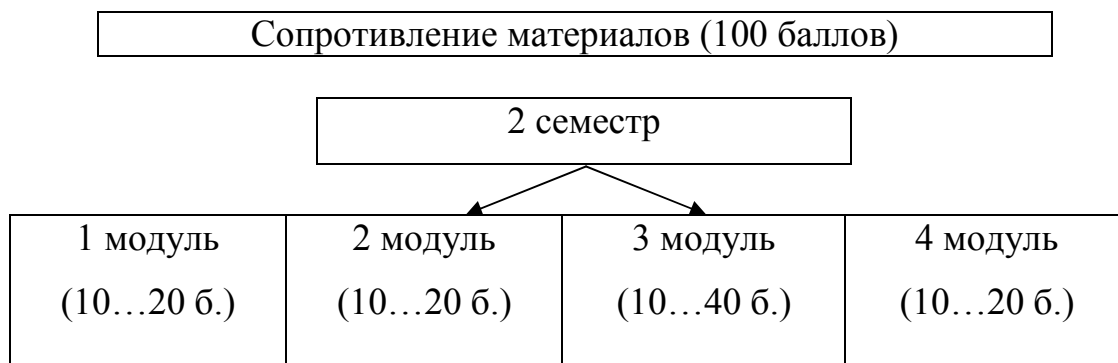 Сопротивление материалов (100 баллов)
2 семестр
1 модуль
(10…20 б.)
2 модуль
(10…20 б.)
3 модуль
(10…40 б.)
4 модуль
(10…20 б.)